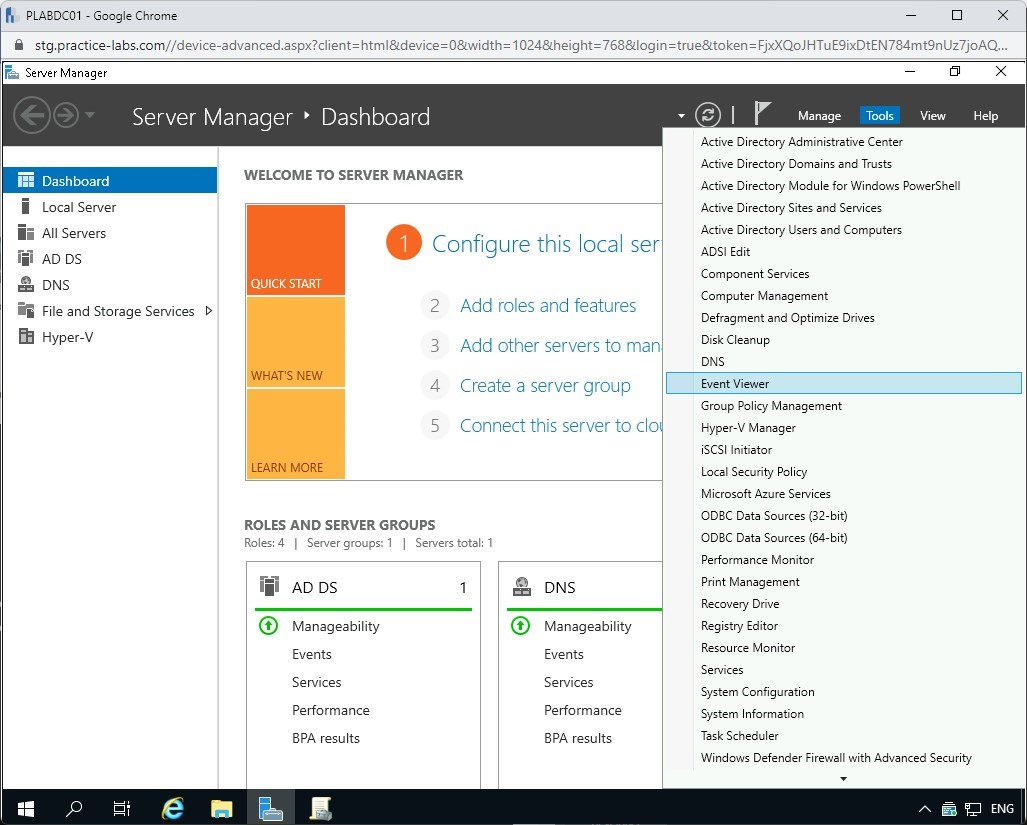 PLABDC01 - Google Chrome
stg.practice-labs.com//device-advanced.aspx?client=html&device=0&width=1024&height=768&login=true&token=FjxXQoJHTuE9ixDtEN784mt9nUz7joAQ...
Server Manager
Server Manager ‣ Dashboard
Manage Tools View Help
Dashboard
Local Server
All Servers
AD DS
DNS
File and Storage Services
Hyper-V
WELCOME TO SERVER MANAGER
QUICK START
WHAT'S NEW
LEARN MORE
1 Configure this local ser
2 Add roles and features
3 Add other servers to man
4 Create a server group
5 Connect this server to clou
ROLES AND SERVER GROUPS
Roles: 4 | Server groups: 1 | Servers total: 1
AD DS 1
Manageability
Events
Services
Performance
BPA results
DNS
Manageability
Events
Services
Performance
BPA results
Active Directory Administrative Center
Active Directory Domains and Trusts
Active Directory Module for Windows PowerShell
Active Directory Sites and Services
Active Directory Users and Computers
ADSI Edit
Component Services
Computer Management
Defragment and Optimize Drives
Disk Cleanup
DNS
Event Viewer
Group Policy Management
Hyper-V Manager
iSCSI Initiator
Local Security Policy
Microsoft Azure Services
ODBC Data Sources (32-bit)
ODBC Data Sources (64-bit)
Performance Monitor
Print Management
Recovery Drive
Registry Editor
Resource Monitor
Services
System Configuration
System Information
Task Scheduler
Windows Defender Firewall with Advanced Security
ENG